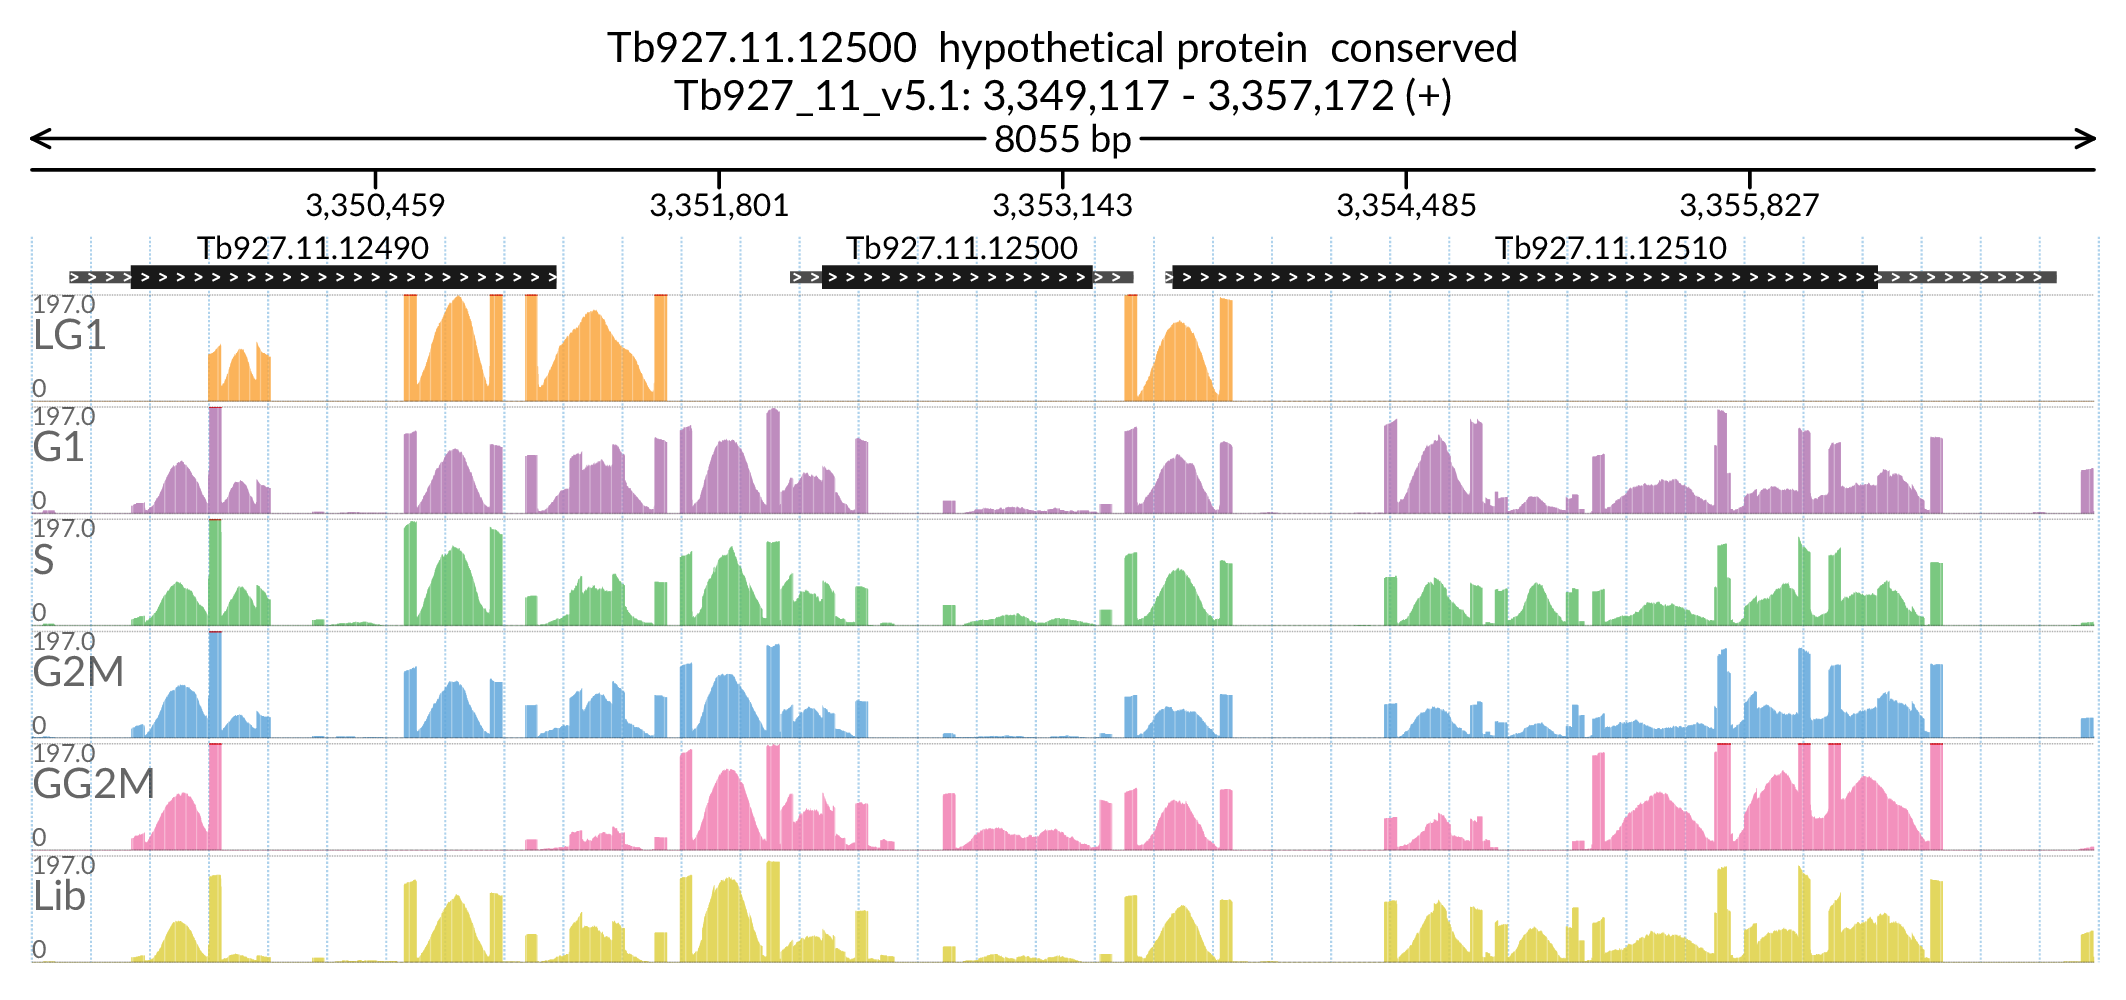 Tb927.11.12500 hypothetical protein conserved
Tb927_11_v5.1: 3,349,117 - 3,357,172 (+)
8055 bp
3,350,459 3,351,801 3,353,143 3,354,485 3,355,827
Tb927.11.12490 Tb927.11.12500 Tb927.11.12510
197.0
LG1
0
197.0
G1
0
197.0
S
0
197.0
G2M
0
197.0
GG2M
0
197.0
Lib
0